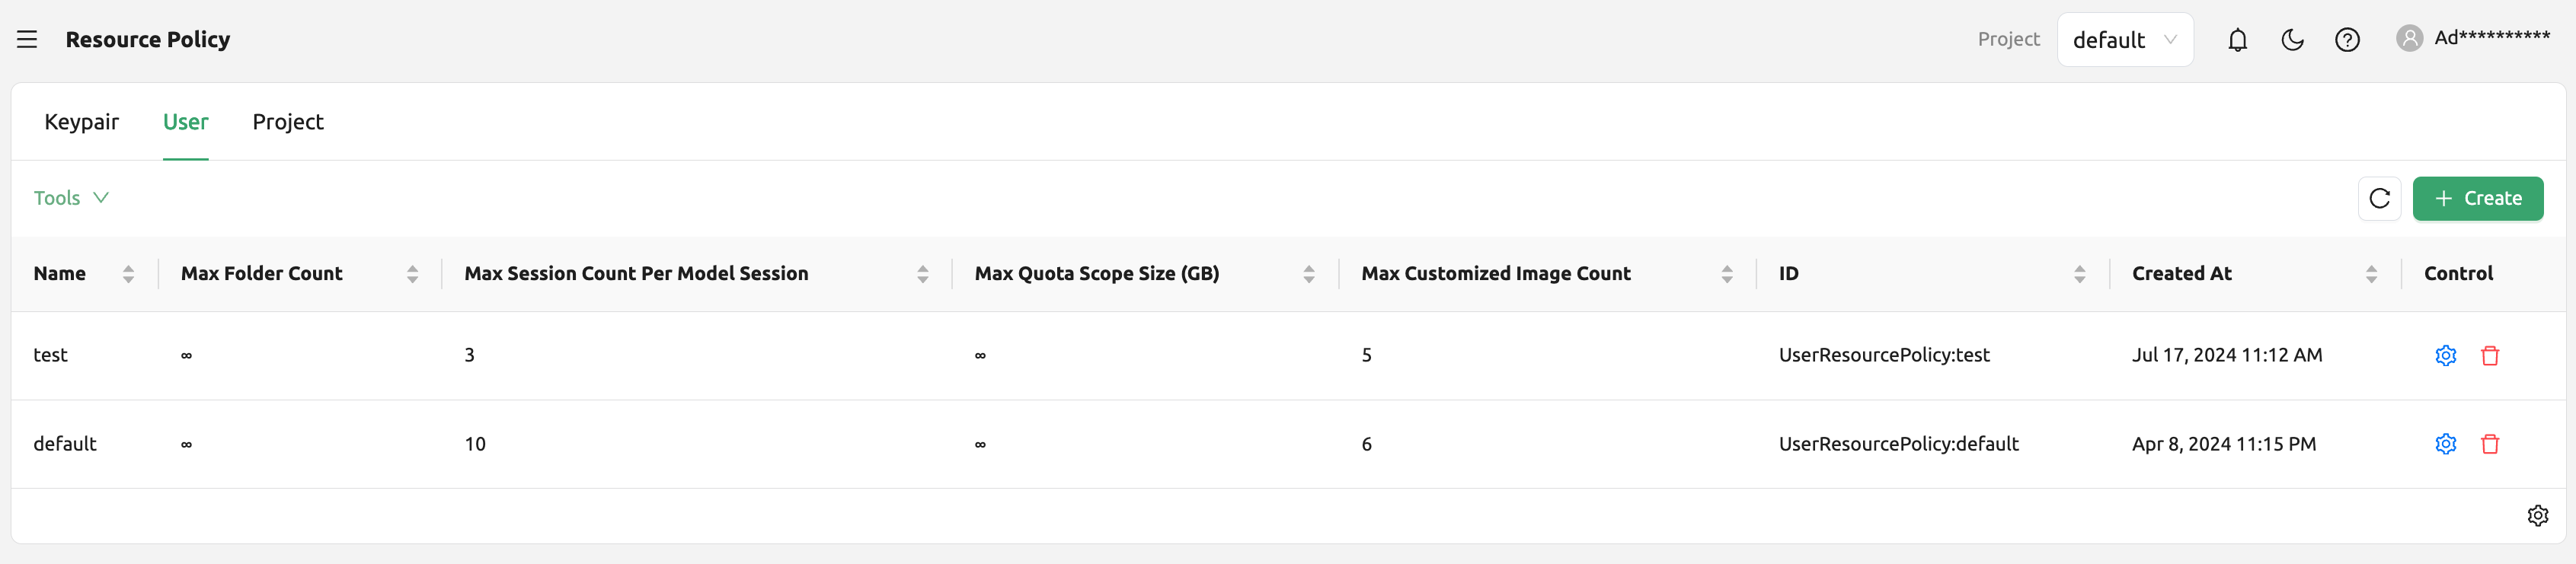 Resource Policy Project default Ad**********
Keypair User Project
Tools Create
Name Max Folder Count Max Session Count Per Model Session Max Quota Scope Size (GB) Max Customized Image Count ID Created At Control
test ∞ 3 ∞ 5 UserResourcePolicy:test Jul 17, 2024 11:12 AM
default ∞ 10 ∞ 6 UserResourcePolicy:default Apr 8, 2024 11:15 PM